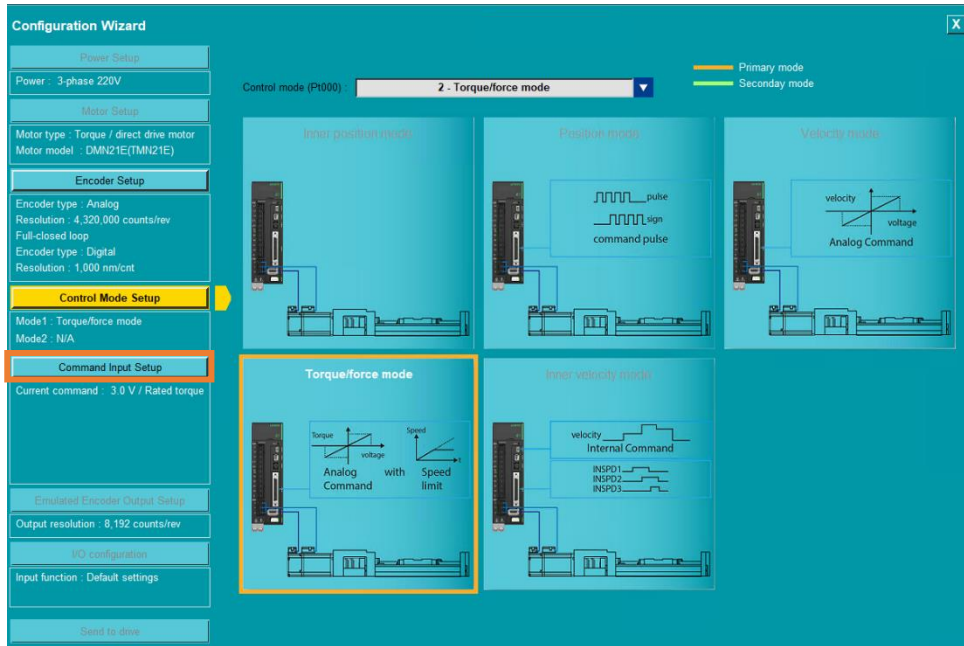 Configuration Wizard
X
Power Setup
Power : 3-phase 220V
Motor Setup
Motor type : Torque / direct drive motor
Motor model : DMN21E(TMN21E)
Encoder Setup
Encoder type : Analog
Resolution : 4,320,000 counts/rev
Full-closed loop
Encoder type : Digital
Resolution : 1,000 nm/cnt
Control Mode Setup
Mode1 : Torque/force mode
Mode2 : N/A
Command Input Setup
Current command : 3.0 V / Rated torque
Emulated Encoder Output Setup
Output resolution : 8,192 counts/rev
I/O configuration
Input function : Default settings
Send to drive
Control mode (Pt000) :
2 - Torque/force mode
Primary mode
Secondary mode
Inner position mode
Position mode
pulse
sign
command pulse
Velocity mode
velocity
voltage
Analog Command
Torque/force mode
Torque
voltage
Speed
t
Analog with Speed
Command limit
Inner velocity mode
velocity
Internal Command
INSPD1
INSPD2
INSPD3